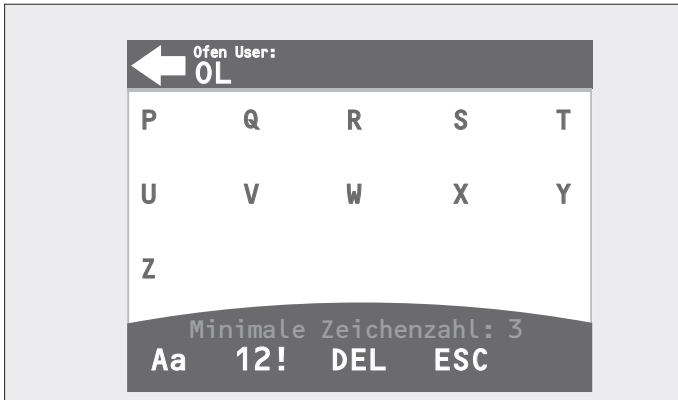 Ofen User:
OL
P Q R S T
U V W X Y
Z
Minimale Zeichenzahl: 3
Aa 12! DEL ESC